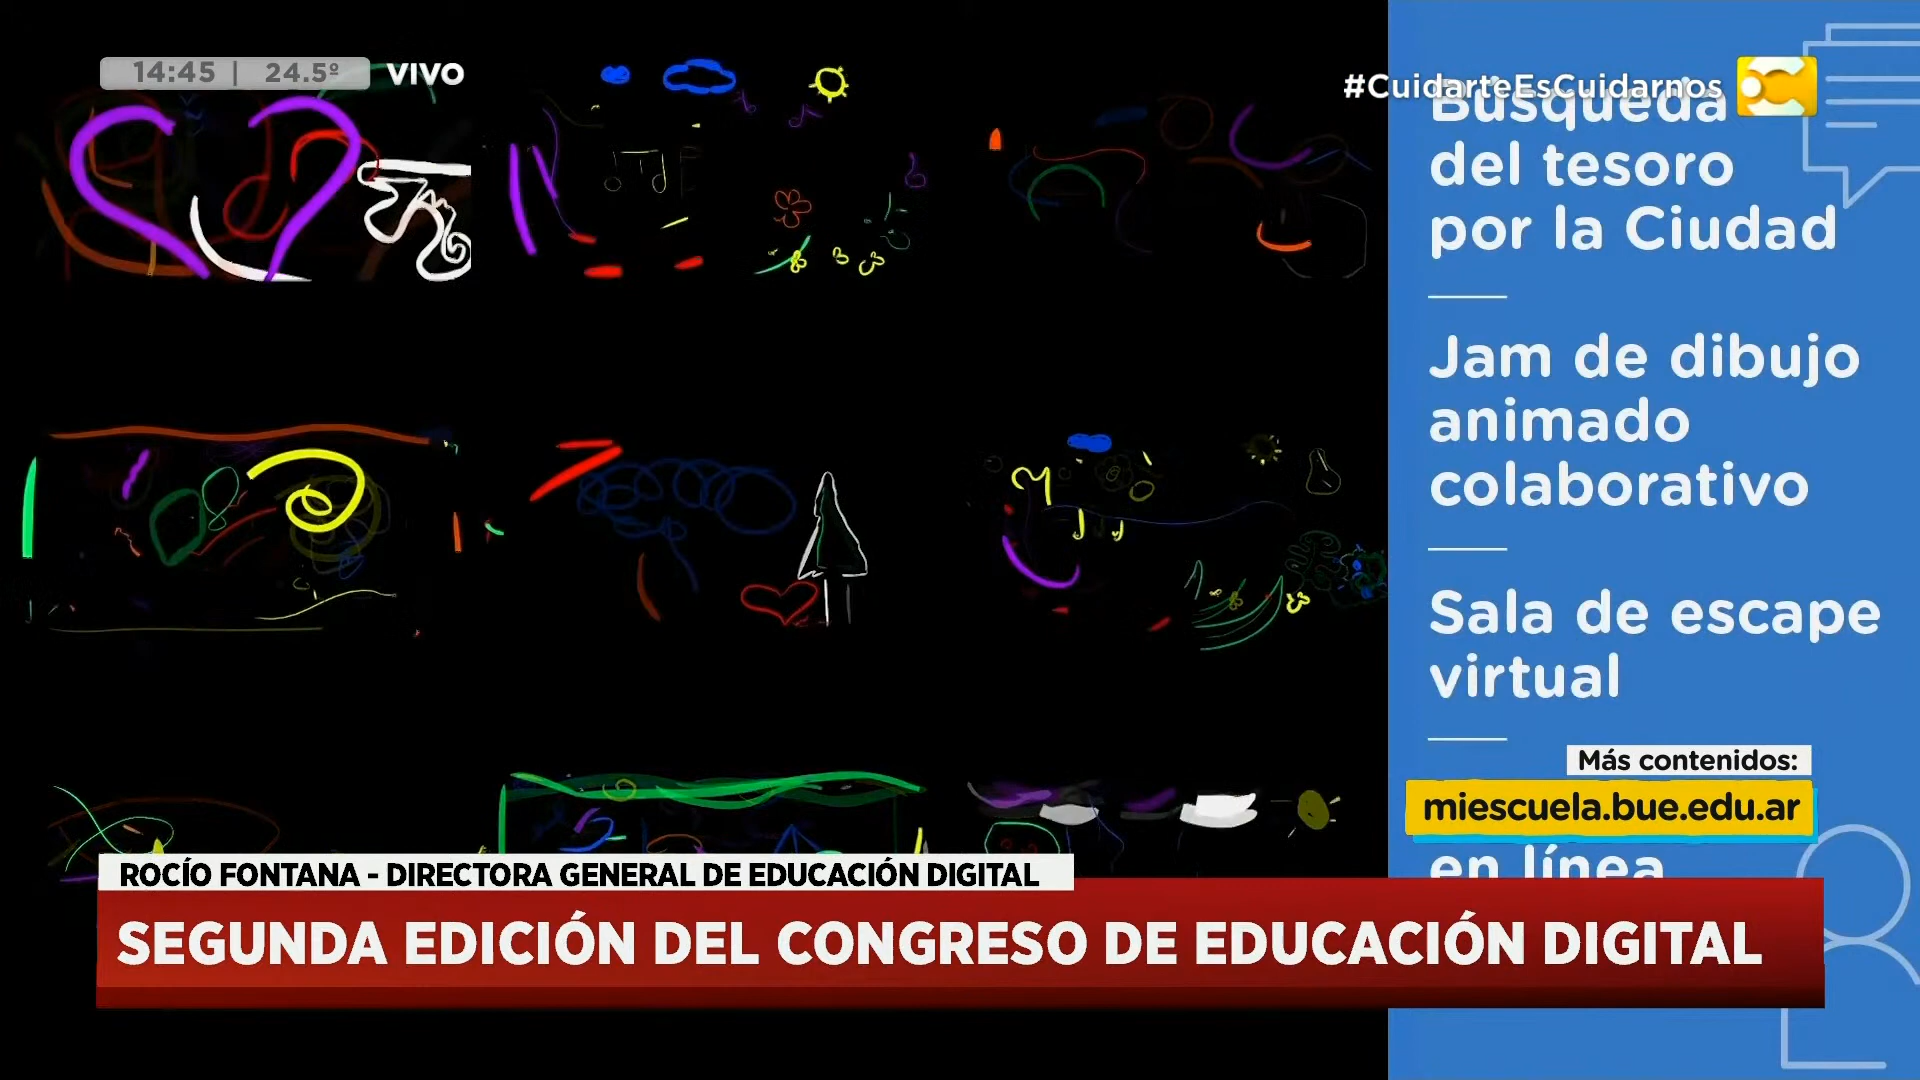 14:45 | 24.5º VIVO
#CuidarteEsCuidarnos
Búsqueda
del tesoro
por la Ciudad
Jam de dibujo
animado
colaborativo
Sala de escape
virtual
Más contenidos:
miescuela.bue.edu.ar
en línea
ROCÍO FONTANA - DIRECTORA GENERAL DE EDUCACIÓN DIGITAL
SEGUNDA EDICIÓN DEL CONGRESO DE EDUCACIÓN DIGITAL